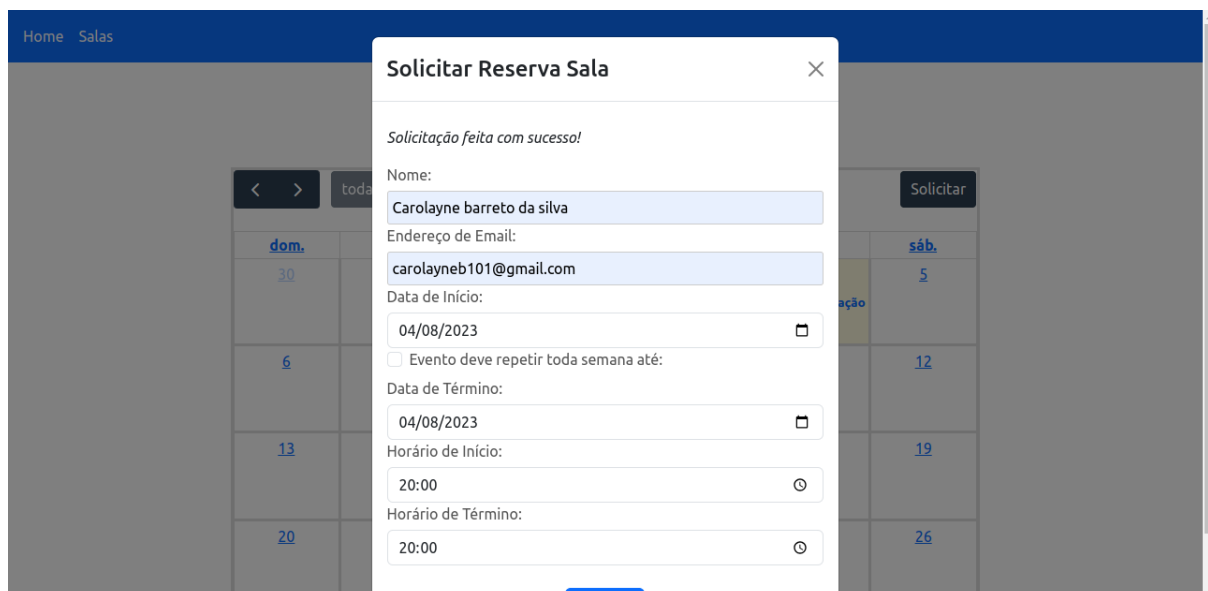 Home Salas
Solicitar Reserva Sala
Solicitação feita com sucesso!
Nome:
Carolayne barreto da silva
Endereço de Email:
carolayneb101@gmail.com
Data de Início:
04/08/2023
Evento deve repetir toda semana até:
Data de Término:
04/08/2023
Horário de Início:
20:00
Horário de Término:
20:00
toda
Solicitar
dom. sáb.
30 5
ação
6 12
13 19
20 26